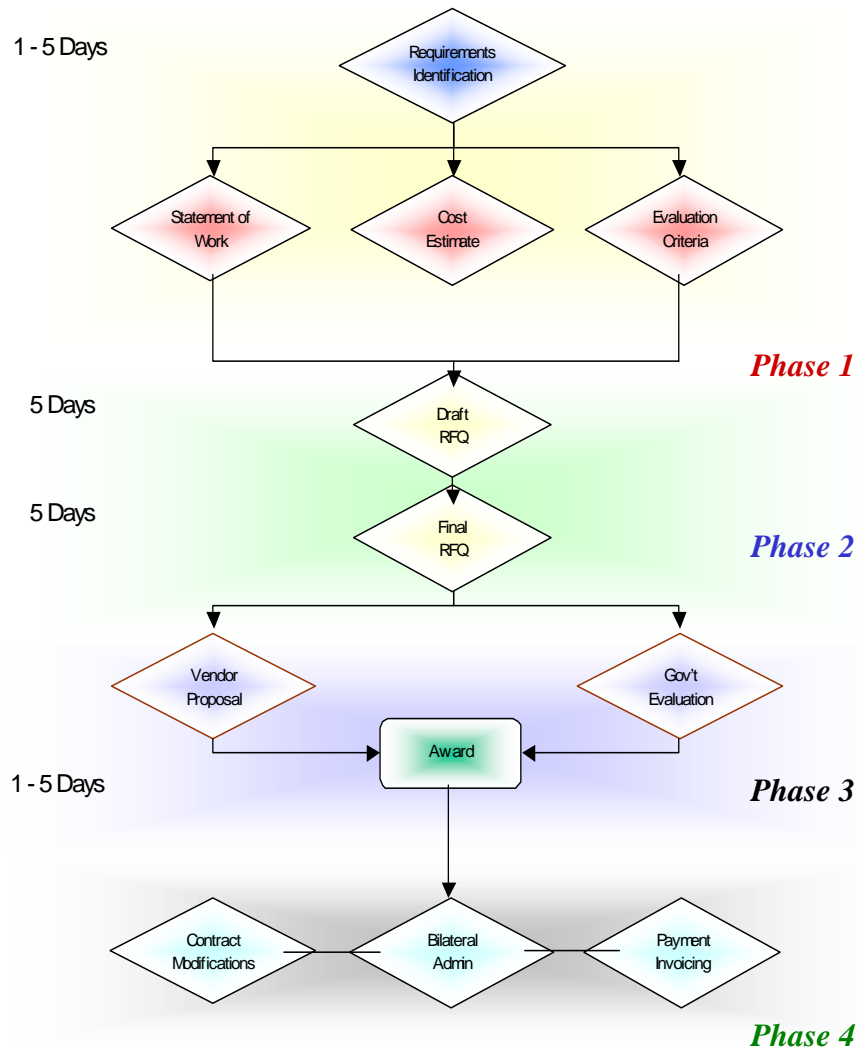 1 - 5 Days
Requirements
Identification
Statement of
Work
Cost
Estimate
Evaluation
Criteria
Phase 1
5 Days
Draft
RFQ
5 Days
Final
RFQ
Phase 2
Vendor
Proposal
Gov't
Evaluation
Award
1 - 5 Days
Phase 3
Contract
Modifications
Bilateral
Admin
Payment
Invoicing
Phase 4